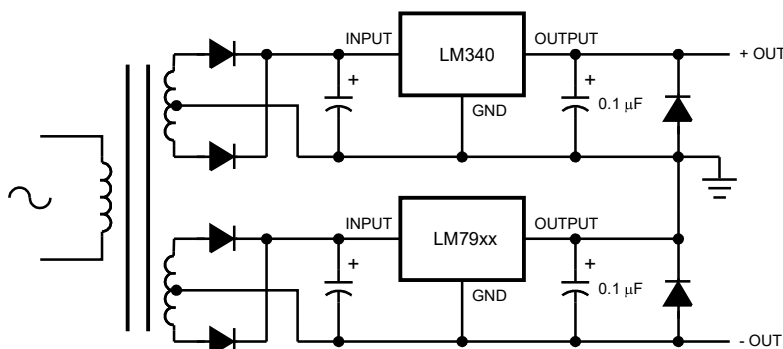 INPUT
LM340
OUTPUT
+ OUT
+
+
0.1 μF
GND
INPUT
LM79xx
OUTPUT
+
+
0.1 μF
GND
- OUT